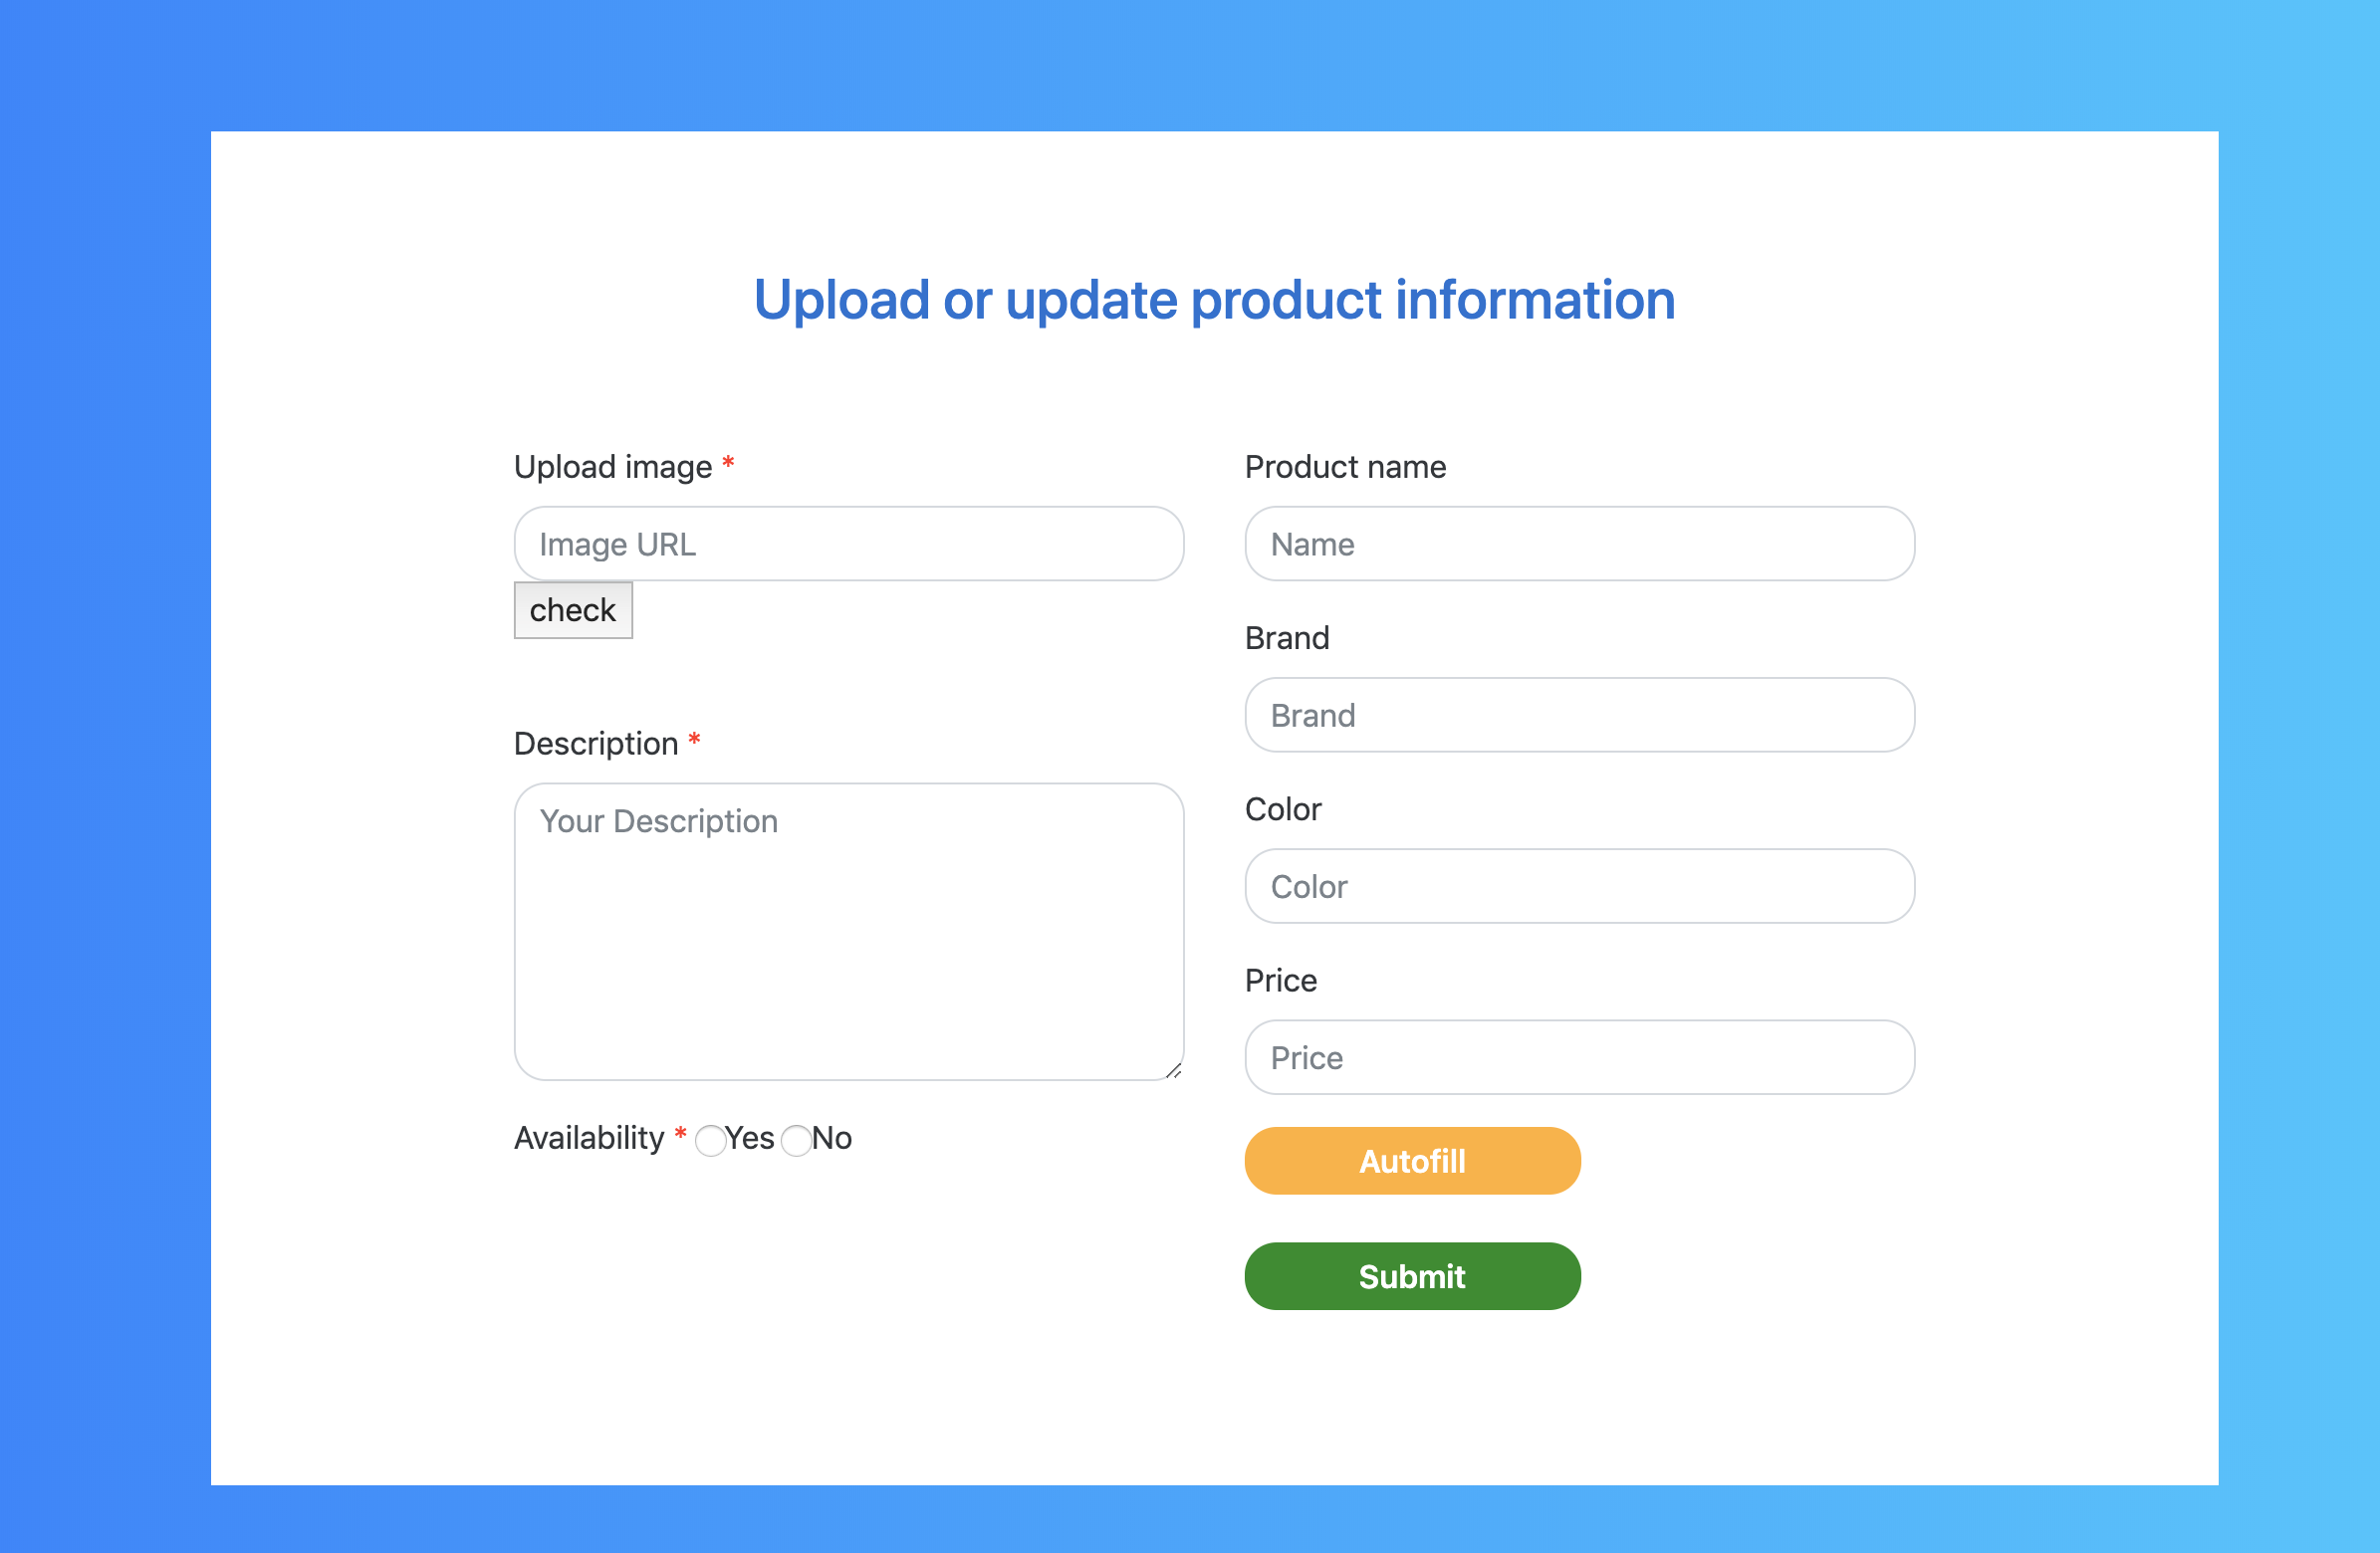 Upload or update product information
Upload image *
Image URL
check
Description *
Your Description
Availability * Yes No
Product name
Name
Brand
Brand
Color
Color
Price
Price
Autofill
Submit